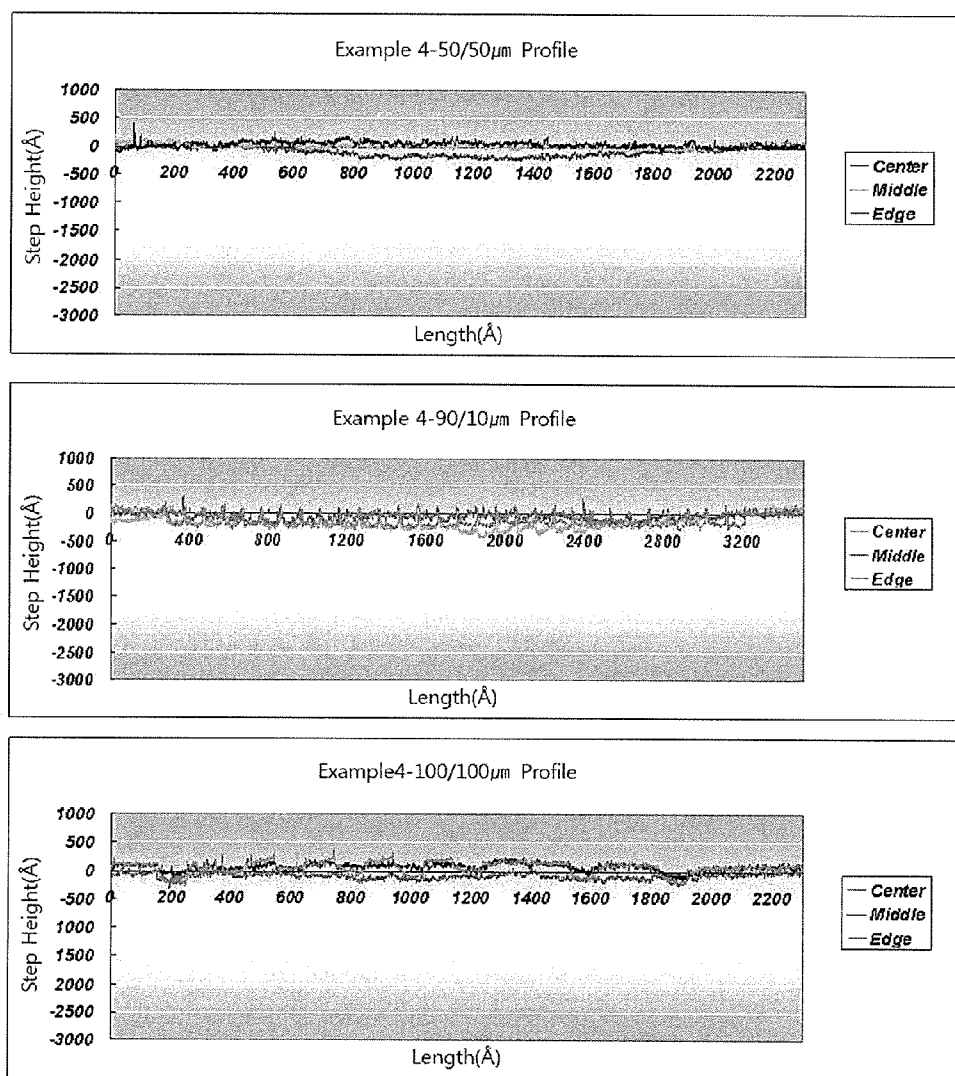 Example 4-50/50μm Profile
1000
500
0
-500
-1000
-1500
-2000
-2500
-3000
0 200 400 600 800 1000 1200 1400 1600 1800 2000 2200
Step Height(Å)
Length(Å)
Center
Middle
Edge
Example 4-90/10μm Profile
1000
500
0
-500
-1000
-1500
-2000
-2500
-3000
0 400 800 1200 1600 2000 2400 2800 3200
Step Height(Å)
Length(Å)
Center
Middle
Edge
Example4-100/100μm Profile
1000
500
0
-500
-1000
1500
2000
-2500
-3000
0 200 400 600 800 1000 1200 1400 1600 1800 2000 2200
Step Height(Å)
Length(Å)
Center
Middle
Edge